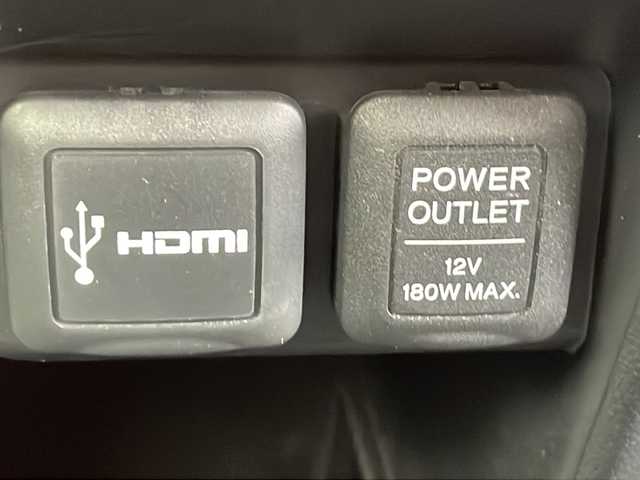 HDMI
POWER
OUTLET
12V
180W MAX.